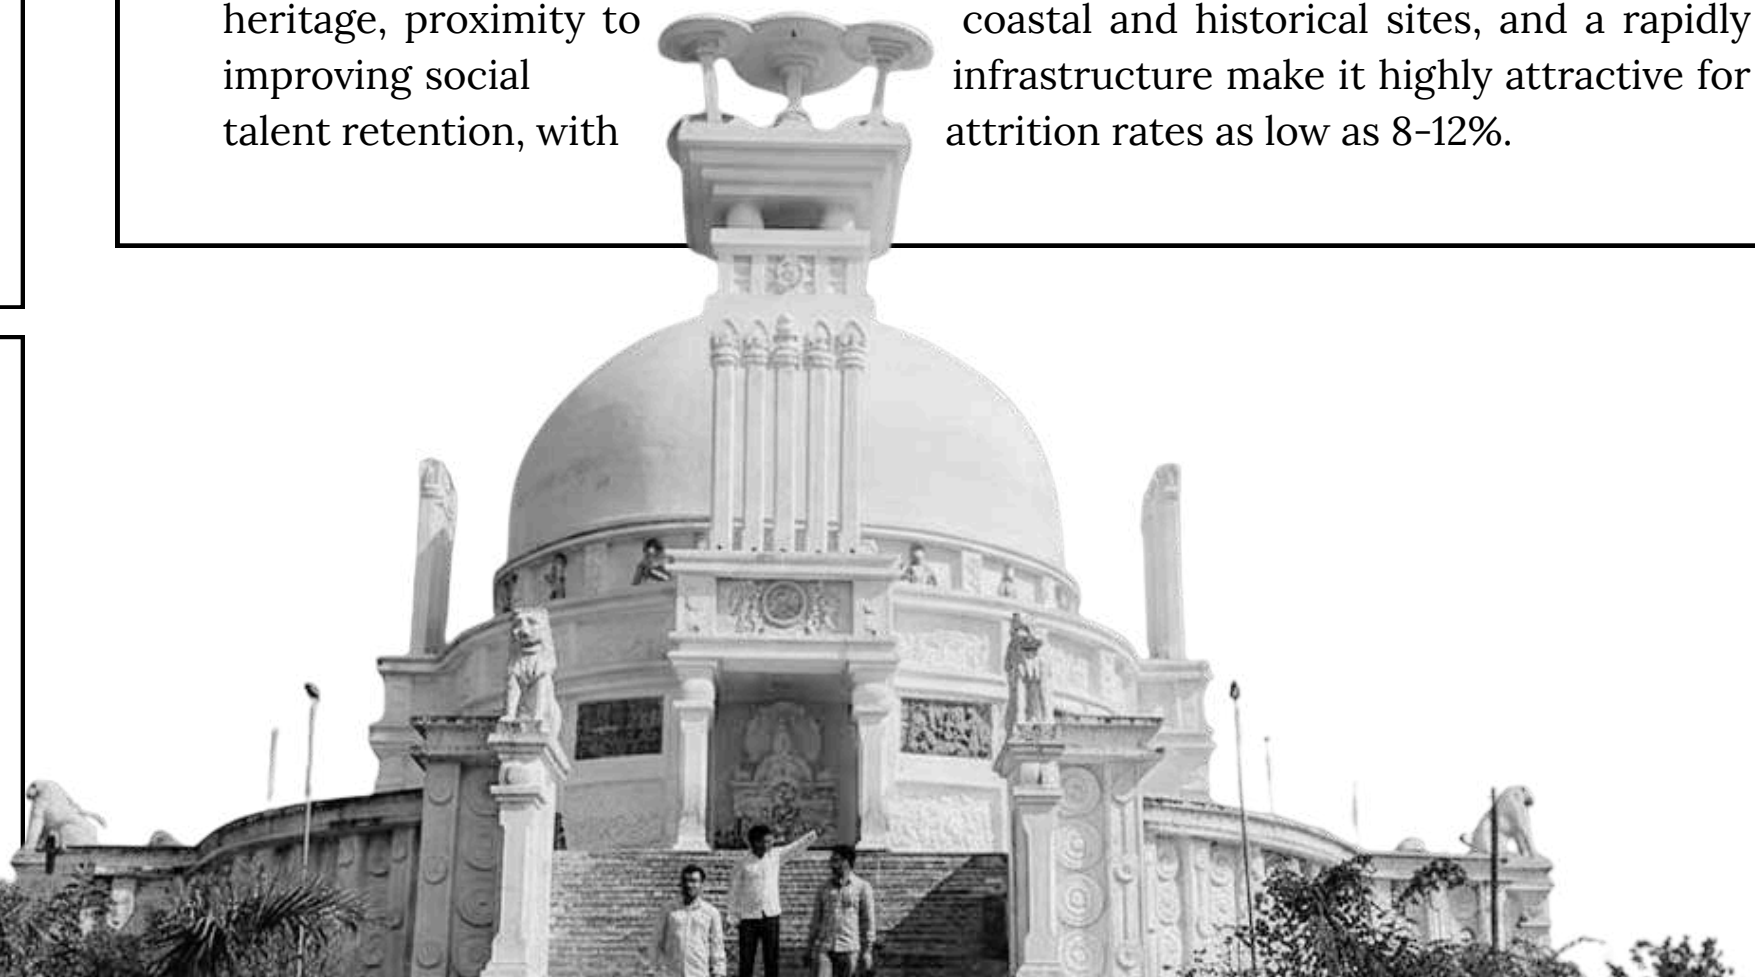 heritage, proximity to coastal and historical sites, and a rapidly
improving social infrastructure make it highly attractive for
talent retention, with attrition rates as low as 8-12%.